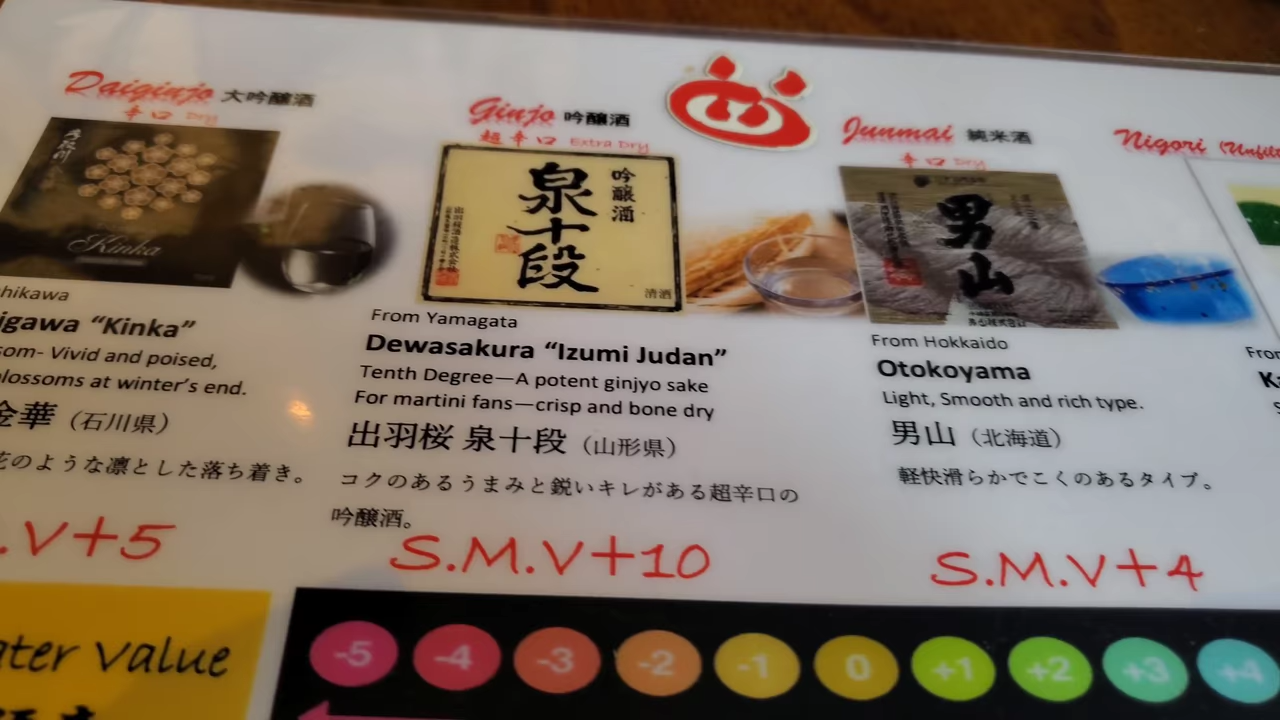 Daiginjo 大吟醸酒
辛口 Dry
Kinka
hikawa
igawa “Kinka”
som- Vivid and poised,
lossoms at winter’s end.
金華（石川県）
花のような凛とした落ち着き。
.V+5
Ginjo 吟醸酒
超辛口 Extra Dry
吟醸酒
泉十段
清酒
From Yamagata
Dewasakura “Izumi Judan”
Tenth Degree—A potent ginjyo sake
For martini fans—crisp and bone dry
出羽桜 泉十段（山形県）
コクのあるうまみと鋭いキレがある超辛口の
吟醸酒。
S.M.V+10
Junmai 純米酒
辛口 Dry
男山
From Hokkaido
Otokoyama
Light, Smooth and rich type.
男山（北海道）
軽快滑らかでこくのあるタイプ。
S.M.V+4
Nigori (Unfilt
From
K
ater Value
-5 -4 -3 -2 -1 0 +1 +2 +3 +4